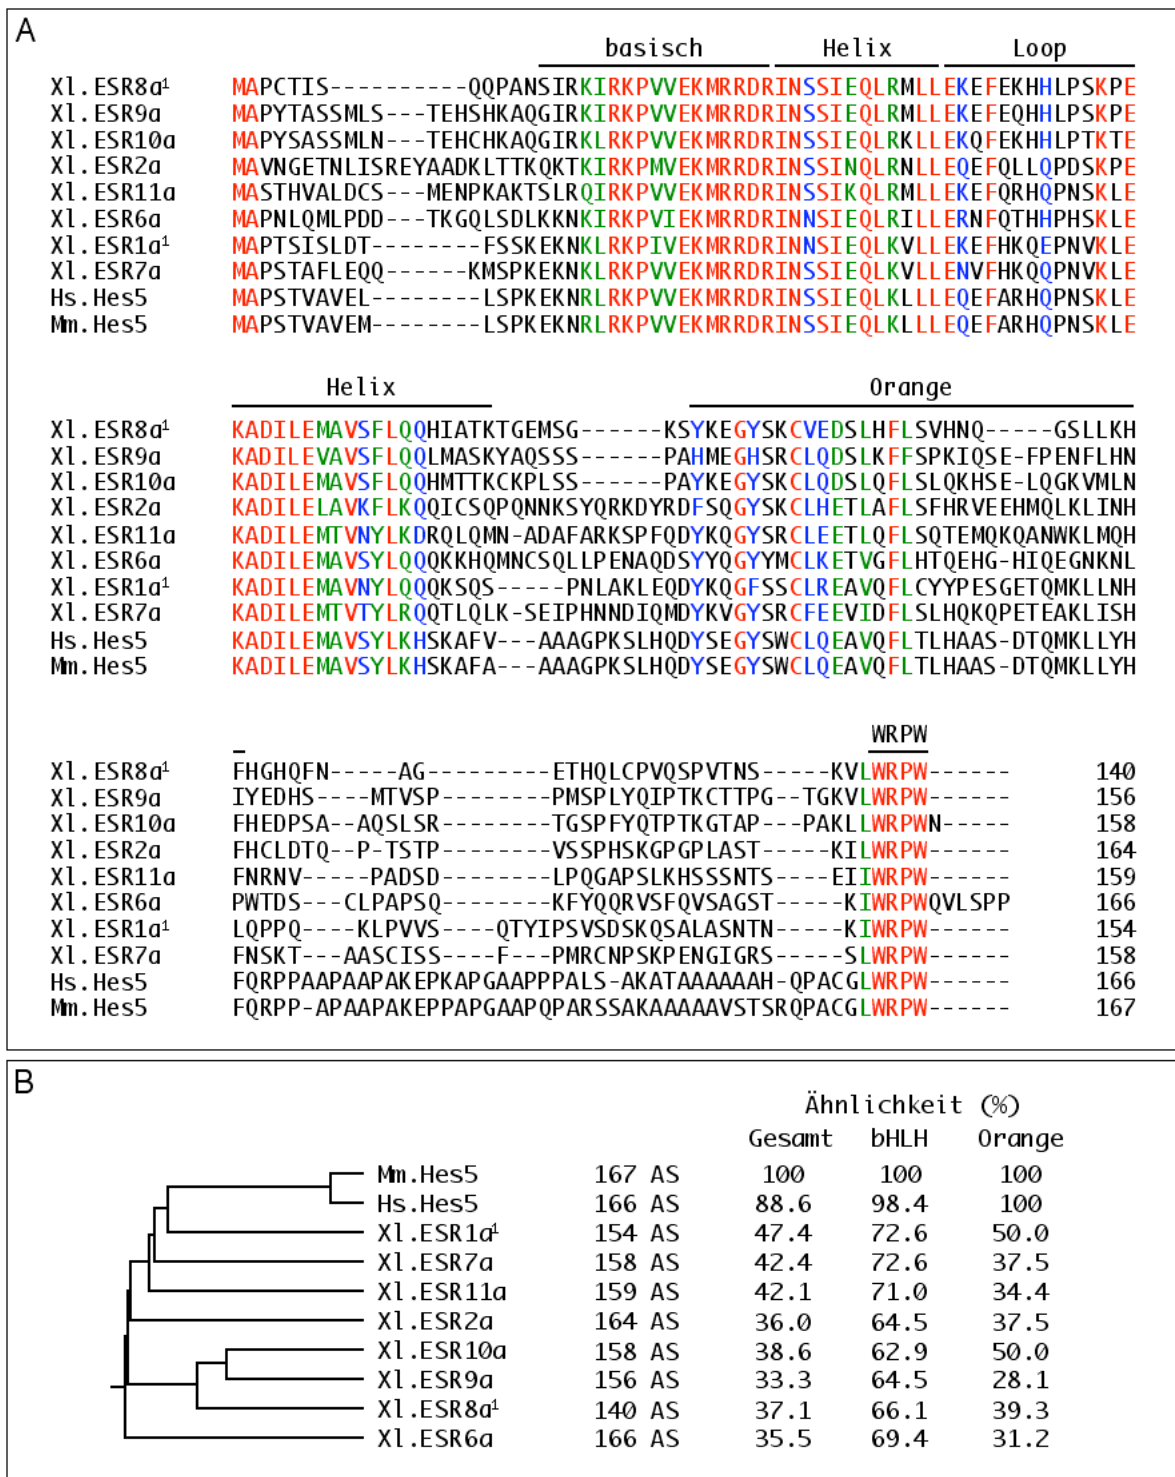 A
basisch Helix Loop
Xl.ESR8a¹ MAPCTIS----------QQPANSIRKIRKPVVEKMRRDRINSSIEQLRMLLEKEFEKHHLPSKPE
Xl.ESR9a MAPYTASSMLS---TEHSHKAQGIRKIRKPVVEKMRRDRINSSIEQLRMLLEKEFEQHHLPSKPE
Xl.ESR10a MAPYSASSMLN---TEHCHKAQGIRKLRKPVVEKMRRDRINSSIEQLRKLLEKQFEKHHLPTKTE
Xl.ESR2a MAVNGETNLISREYAADKLTTKQKTKIRKPMVEKMRRDRINSSINQLRNLLEQEFQLLQPDSKPE
Xl.ESR11a MASTHVALDCS---MENPKAKTSLRQIRKPVVEKMRRDRINSSIKQLRMLLEQEFQRHQPNSKLE
Xl.ESR6a MAPNLQMLPDD---TKGQLSDLKKNKIRKPVIEKMRRDRINNSIEQLRILLERNFQTHHPHSKLE
Xl.ESR1a¹ MAPTSISLDT--------FSSKEKNKLRKPIVEKMRRDRINNSIEQLKVLLEKEFHKQEPNVKLE
Xl.ESR7a MAPSTAFLEQQ------KMSPKEKNKLRKPVVEKMRRDRINSSIEQLKVLLENVFHKQQPNVKLE
Hs.Hes5 MAPSTVAVEL--------LSPKEKNRLRKPVVEKMRRDRINSSIEQLKLLLEQEFARHQPNSKLE
Mm.Hes5 MAPSTVAVEM--------LSPKEKNRLRKPVVEKMRRDRINSSIEQLKLLLEQEFARHQPNSKLE
Helix Orange
Xl.ESR8a¹ KADILEMAVSFLQQHIATKTGEMSG------KSYKEGYSKCVEDSLHFLSVHNQ-----GSLLKH
Xl.ESR9a KADILEVAVSFLQQLMASKYAQSSS------PAHMEGHSRCLQDSLKFFSPKIQSE-FPENFLHN
Xl.ESR10a KADILEMAVSFLQQHMTTKCKPLSS------PAYKEGYSKCLQDSLQFLSLQKHSE-LQGKVMLN
Xl.ESR2a KADILELAVKFLKQQICSQPQNNKSYQRKDYRDFSQGYSKCLHETLAFLSFHRVEEHMQLKLINH
Xl.ESR11a KADILEMTVNYLKDRQLQMN-ADAFARKSPFQDYKQGYSRCLEETLQFLSQTEMQKQANWKLMQH
Xl.ESR6a KADILEMAVSYLQQQKKHQMNCSQLLPENAQDSYYQGYYMCLKETVGFLHTQEHG-HIQEGNKNL
Xl.ESR1a¹ KADILEMAVNYLQQQKSQS-----PNLAKLEQDYKQGFSSCLREAVQFLCYYPESGETQMKLLNH
Xl.ESR7a KADILEMTVTYLRQQTLQLK-SEIPHNNDIQMDYKVGYSRCFEEVIDFLSLHQKQPETEAKLISH
Hs.Hes5 KADILEMAVSYLKHSKAFV---AAAGPKSLHQDYSEGYSWCLQEAVQFLTLHAAS-DTQMKLLYH
Mm.Hes5 KADILEMAVSYLKHSKAFA---AAAGPKSLHQDYSEGYSWCLQEAVQFLTLHAAS-DTQMKLLYH
WRPW
Xl.ESR8a¹ FHGHQFN-----AG---------ETHQLCPVQSPVTNS-----KVLWRPW------ 140
Xl.ESR9a IYEDHS----MTVSP--------PMSPLYQIPTKCTTPG--TGKVLWRPW------ 156
Xl.ESR10a FHEDPSA--AQSLSR--------TGSPFYQTPTKGTAP---PAKLLWRPWN----- 158
Xl.ESR2a FHCLDTQ--P-TSTP--------VSSPHSKGPGPLAST-----KILWRPW------ 164
Xl.ESR11a FNRNV-----PADSD--------LPQGAPSLKHSSSNTS----EIIWRPW------ 159
Xl.ESR6a PWTDS---CLPAPSQ--------KFYQQRVSFQVSAGST----KIWRPWQVLSPP 166
Xl.ESR1a¹ LQPPQ----KLPVVS----QTYIPSVSDSKQSALASNTN----KIWRPW------ 154
Xl.ESR7a FNSKT---AASCISS----F---PMRCNPSKPENGIGRS----SLWRPW------ 158
Hs.Hes5 FQRPPAAPAAPAKEPKAPGAAPPPALS-AKATAAAAAAH-QPACGLWRPW------ 166
Mm.Hes5 FQRPP-APAAPAKEPPAPGAAPQPARSSAKAAAAAVSTSRQPACGLWRPW------ 167
B
Ähnlichkeit (%)
Gesamt bHLH Orange
Mm.Hes5 167 AS 100 100 100
Hs.Hes5 166 AS 88.6 98.4 100
Xl.ESR1a¹ 154 AS 47.4 72.6 50.0
Xl.ESR7a 158 AS 42.4 72.6 37.5
Xl.ESR11a 159 AS 42.1 71.0 34.4
Xl.ESR2a 164 AS 36.0 64.5 37.5
Xl.ESR10a 158 AS 38.6 62.9 50.0
Xl.ESR9a 156 AS 33.3 64.5 28.1
Xl.ESR8a¹ 140 AS 37.1 66.1 39.3
Xl.ESR6a 166 AS 35.5 69.4 31.2